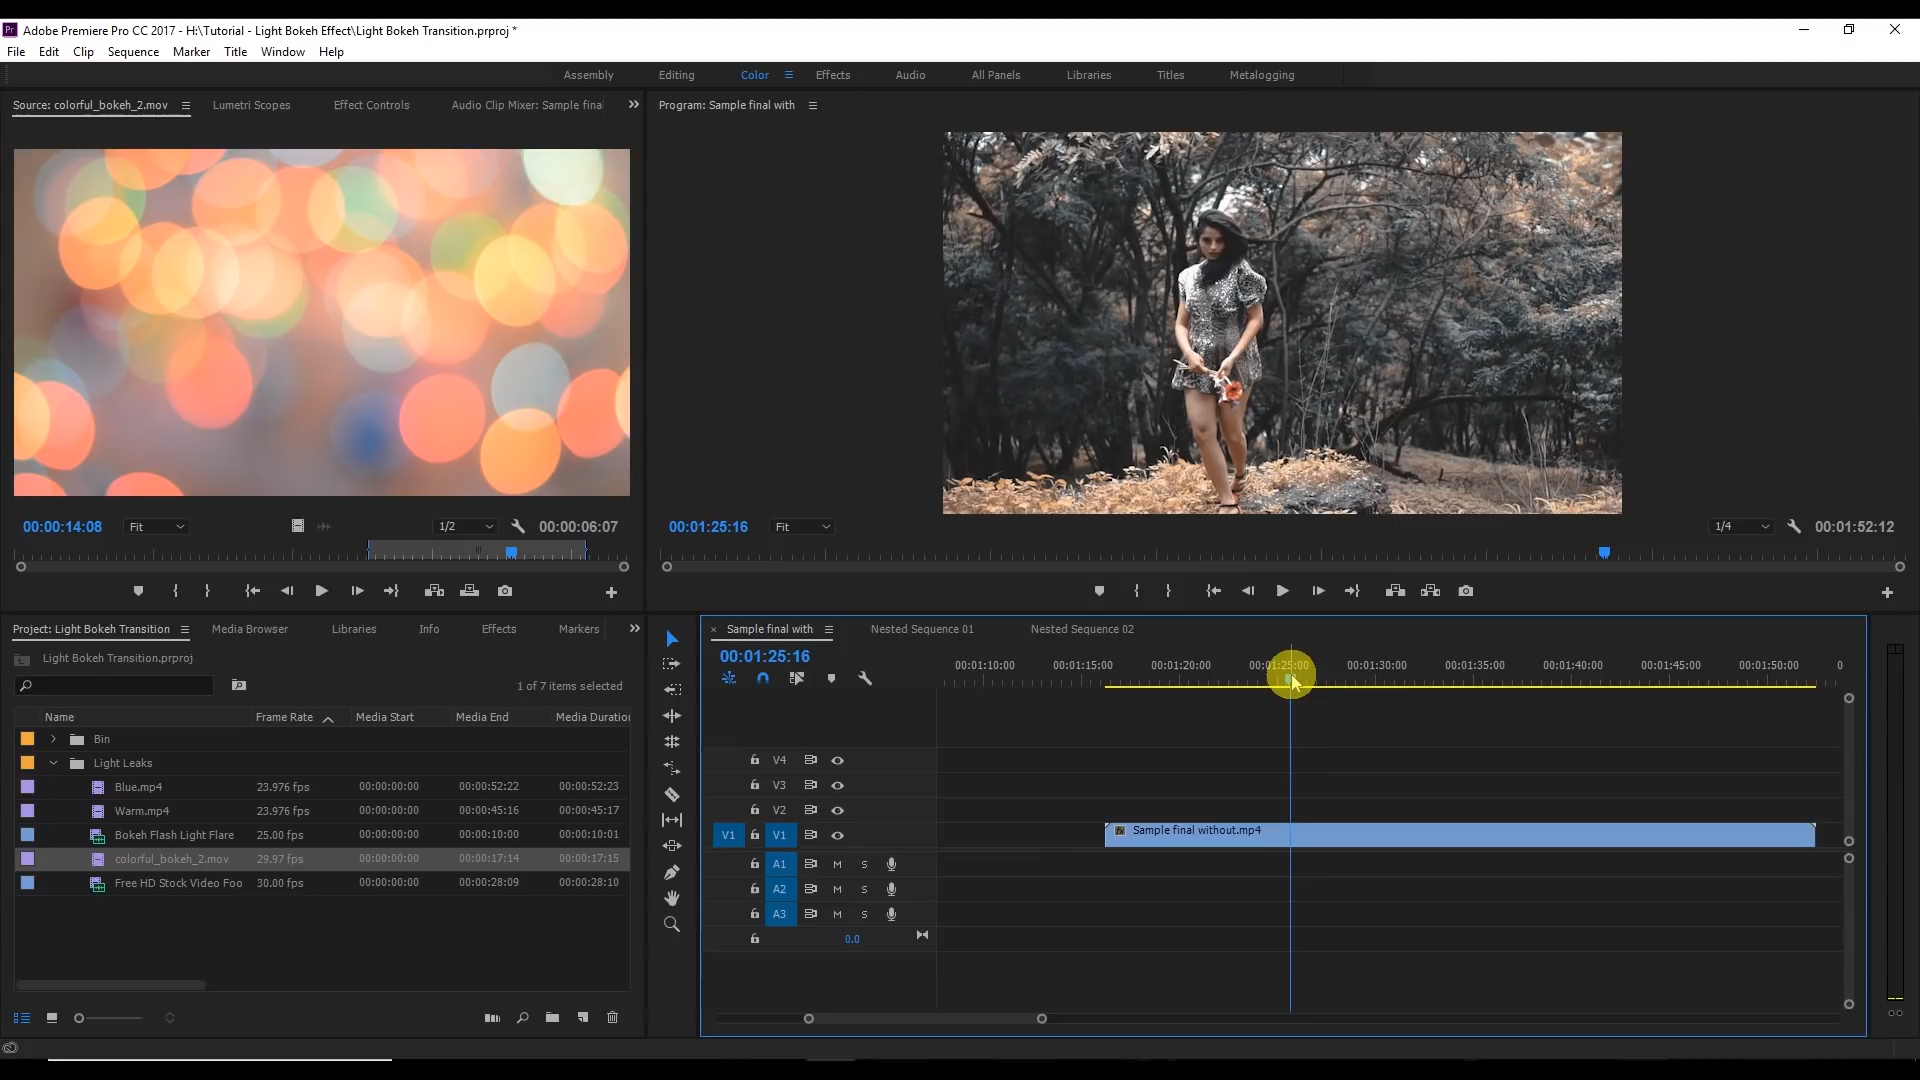 Adobe Premiere Pro CC 2017 - H:\Tutorial - Light Bokeh Effect\Light Bokeh Transition.prproj *
File Edit Clip Sequence Marker Title Window Help
Assembly Editing Color Effects Audio All Panels Libraries Titles Metalogging
Source: colorful_bokeh_2.mov Lumetri Scopes Effect Controls Audio Clip Mixer: Sample fina
Program: Sample final with
00:00:14:08 Fit 1/2 00:00:06:07
00:01:25:16 Fit 1/4 00:01:52:12
Project: Light Bokeh Transition Media Browser Libraries Info Effects Markers
Light Bokeh Transition.prproj
1 of 7 items selected
Name Frame Rate Media Start Media End Media Duratio
Bin
Light Leaks
Blue.mp4 23.976 fps 00:00:00:00 00:00:52:22 00:00:52:23
Warm.mp4 23.976 fps 00:00:00:00 00:00:45:16 00:00:45:17
Bokeh Flash Light Flare 25.00 fps 00:00:00:00 00:00:10:00 00:00:10:01
colorful_bokeh_2.mov 29.97 fps 00:00:00:00 00:00:17:14 00:00:17:15
Free HD Stock Video Foo 30.00 fps 00:00:00:00 00:00:28:09 00:00:28:10
× Sample final with Nested Sequence 01 Nested Sequence 02
00:01:25:16
00:01:10:00 00:01:15:00 00:01:20:00 00:01:25:00 00:01:30:00 00:01:35:00 00:01:40:00 00:01:45:00 00:01:50:00 0
V4
V3
V2
V1 V1 fx Sample final without.mp4
A1 M S
A2 M S
A3 M S
0.0